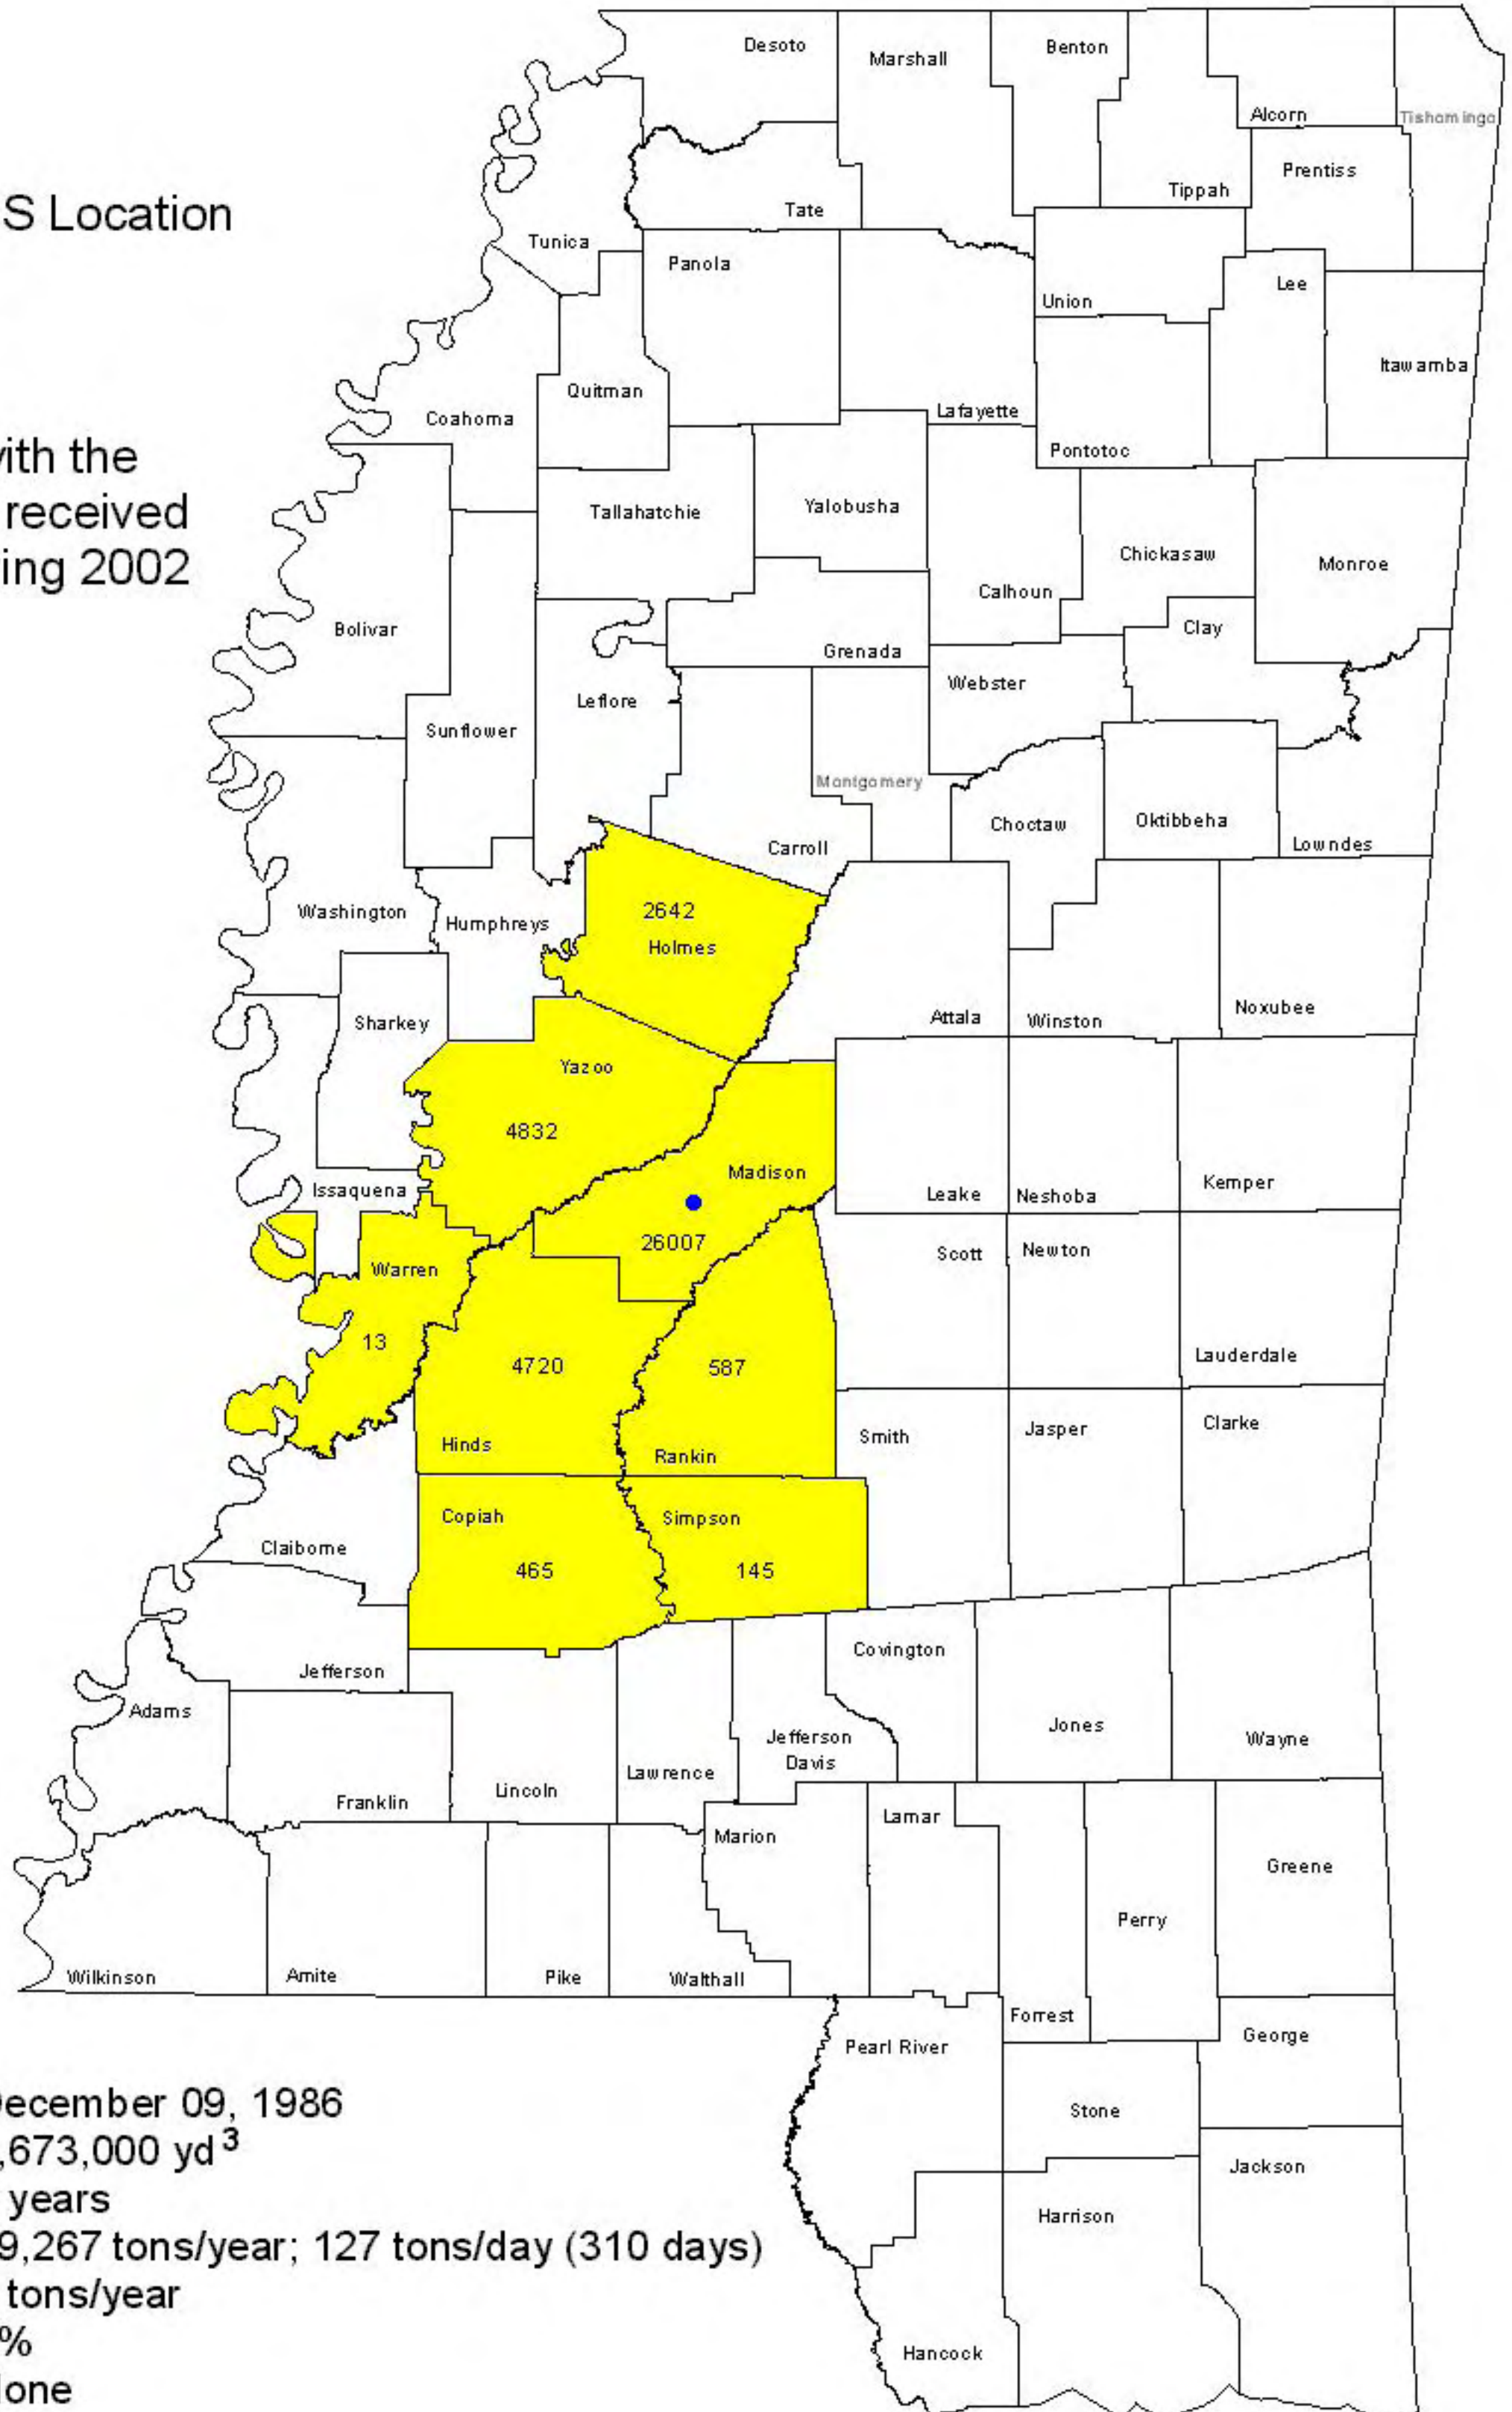 Desoto
Marshall
Benton
Alcorn
Tishomingo
Prentiss
Tippah
S Location
Tate
Tunica
Panola
Union
Lee
Itawamba
Quitman
Coahoma
Lafayette
Pontotoc
with the
received
ing 2002
Tallahatchie
Yalobusha
Chickasaw
Monroe
Calhoun
Bolivar
Clay
Grenada
Webster
Leflore
Sunflower
Montgomery
Choctaw
Oktibbeha
Lowndes
Carroll
Washington
Humphreys
2642
Holmes
Sharkey
Attala
Winston
Noxubee
Yazoo
4832
Madison
Issaquena
Leake
Neshoba
Kemper
26007
Scott
Newton
Warren
13
4720
587
Lauderdale
Hinds
Rankin
Smith
Jasper
Clarke
Copiah
Simpson
Claiborne
465
145
Jefferson
Covington
Adams
Jones
Wayne
Jefferson
Davis
Lawrence
Lincoln
Franklin
Marion
Lamar
Greene
Perry
Wilkinson
Amite
Pike
Walthall
Forrest
George
Pearl River
Stone
Jackson
Harrison
Hancock
December 09, 1986
,673,000 yd³
years
9,267 tons/year; 127 tons/day (310 days)
tons/year
%
lone